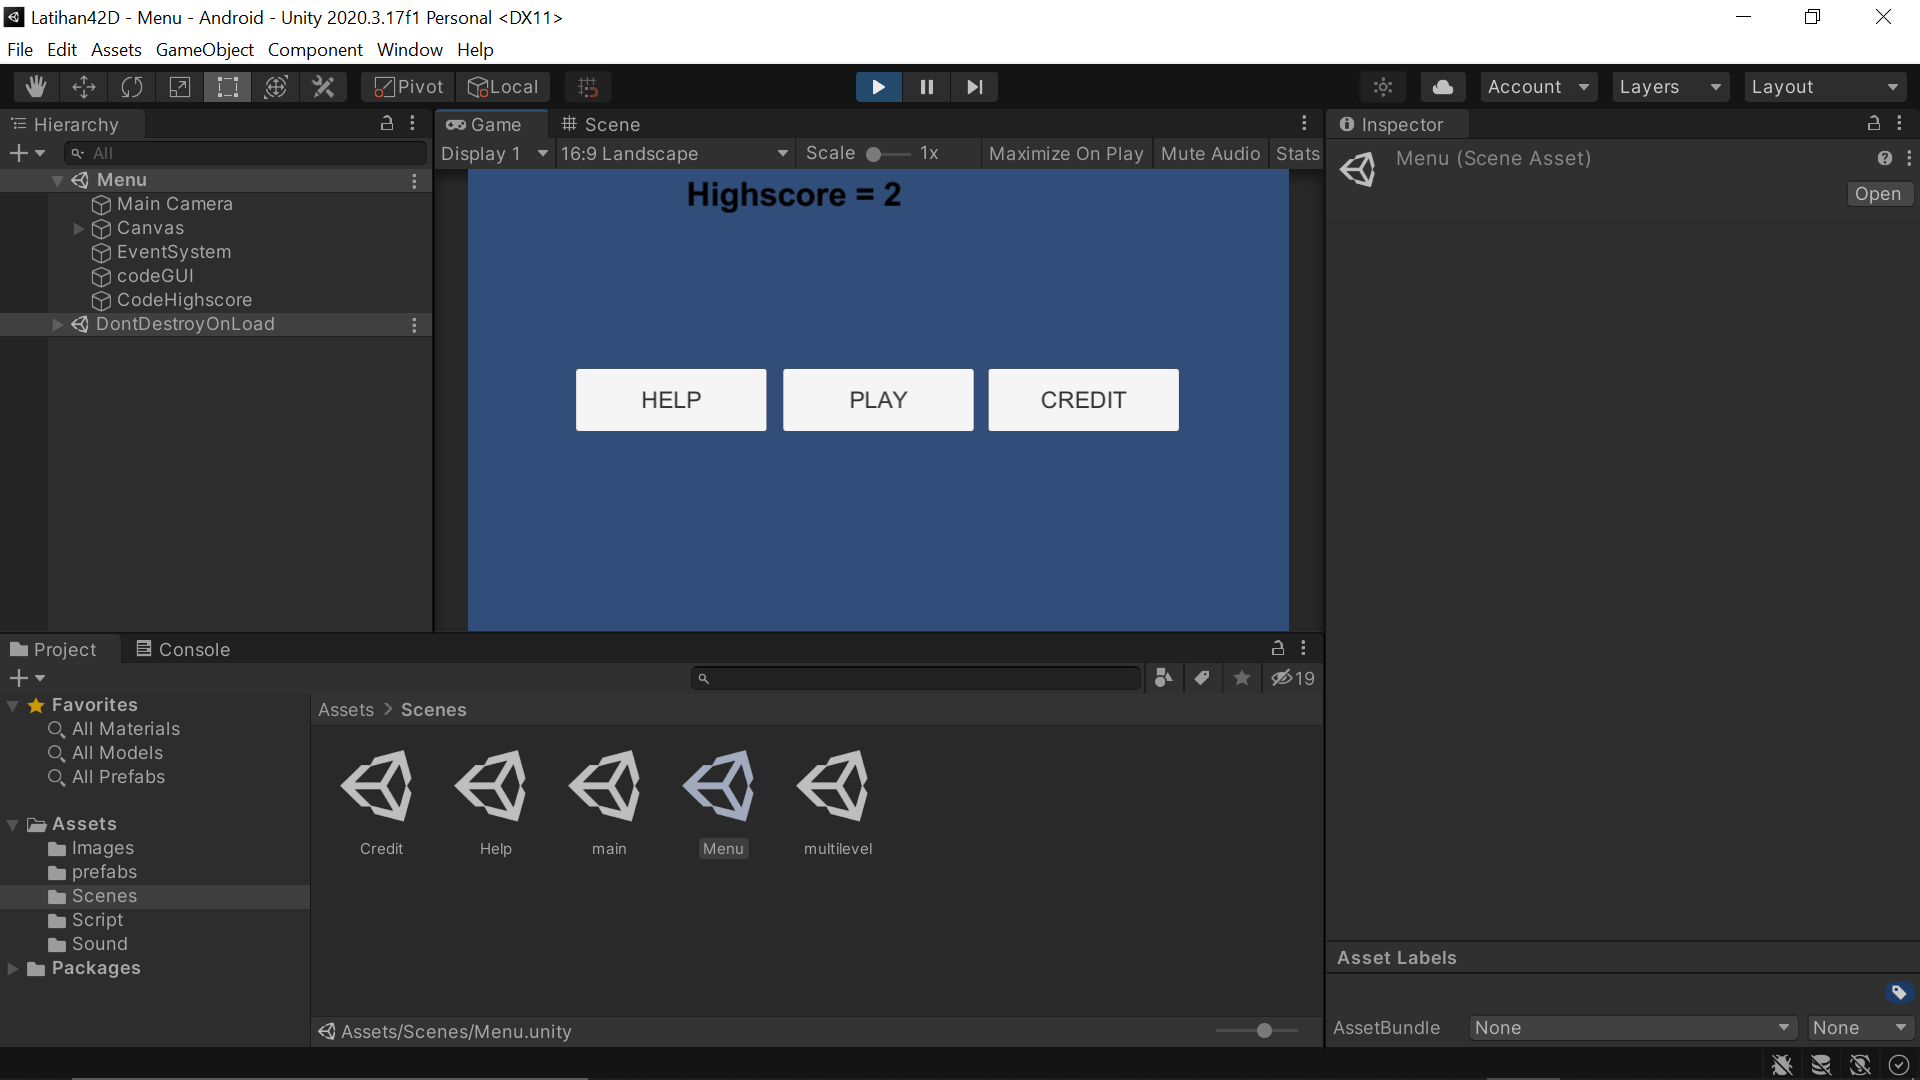 Latihan42D - Menu - Android - Unity 2020.3.17f1 Personal <DX11>
File Edit Assets GameObject Component Window Help
Pivot Local Account Layers Layout
Hierarchy
All
Menu
Main Camera
Canvas
EventSystem
codeGUI
CodeHighscore
DontDestroyOnLoad
Game Scene
Display 1 16:9 Landscape Scale 1x Maximize On Play Mute Audio Stats
Highscore = 2
HELP PLAY CREDIT
Inspector
Menu (Scene Asset)
Open
Project Console
19
Favorites
All Materials
All Models
All Prefabs
Assets
Images
prefabs
Scenes
Script
Sound
Packages
Assets > Scenes
Credit Help main Menu multilevel
Assets/Scenes/Menu.unity
Asset Labels
AssetBundle None None